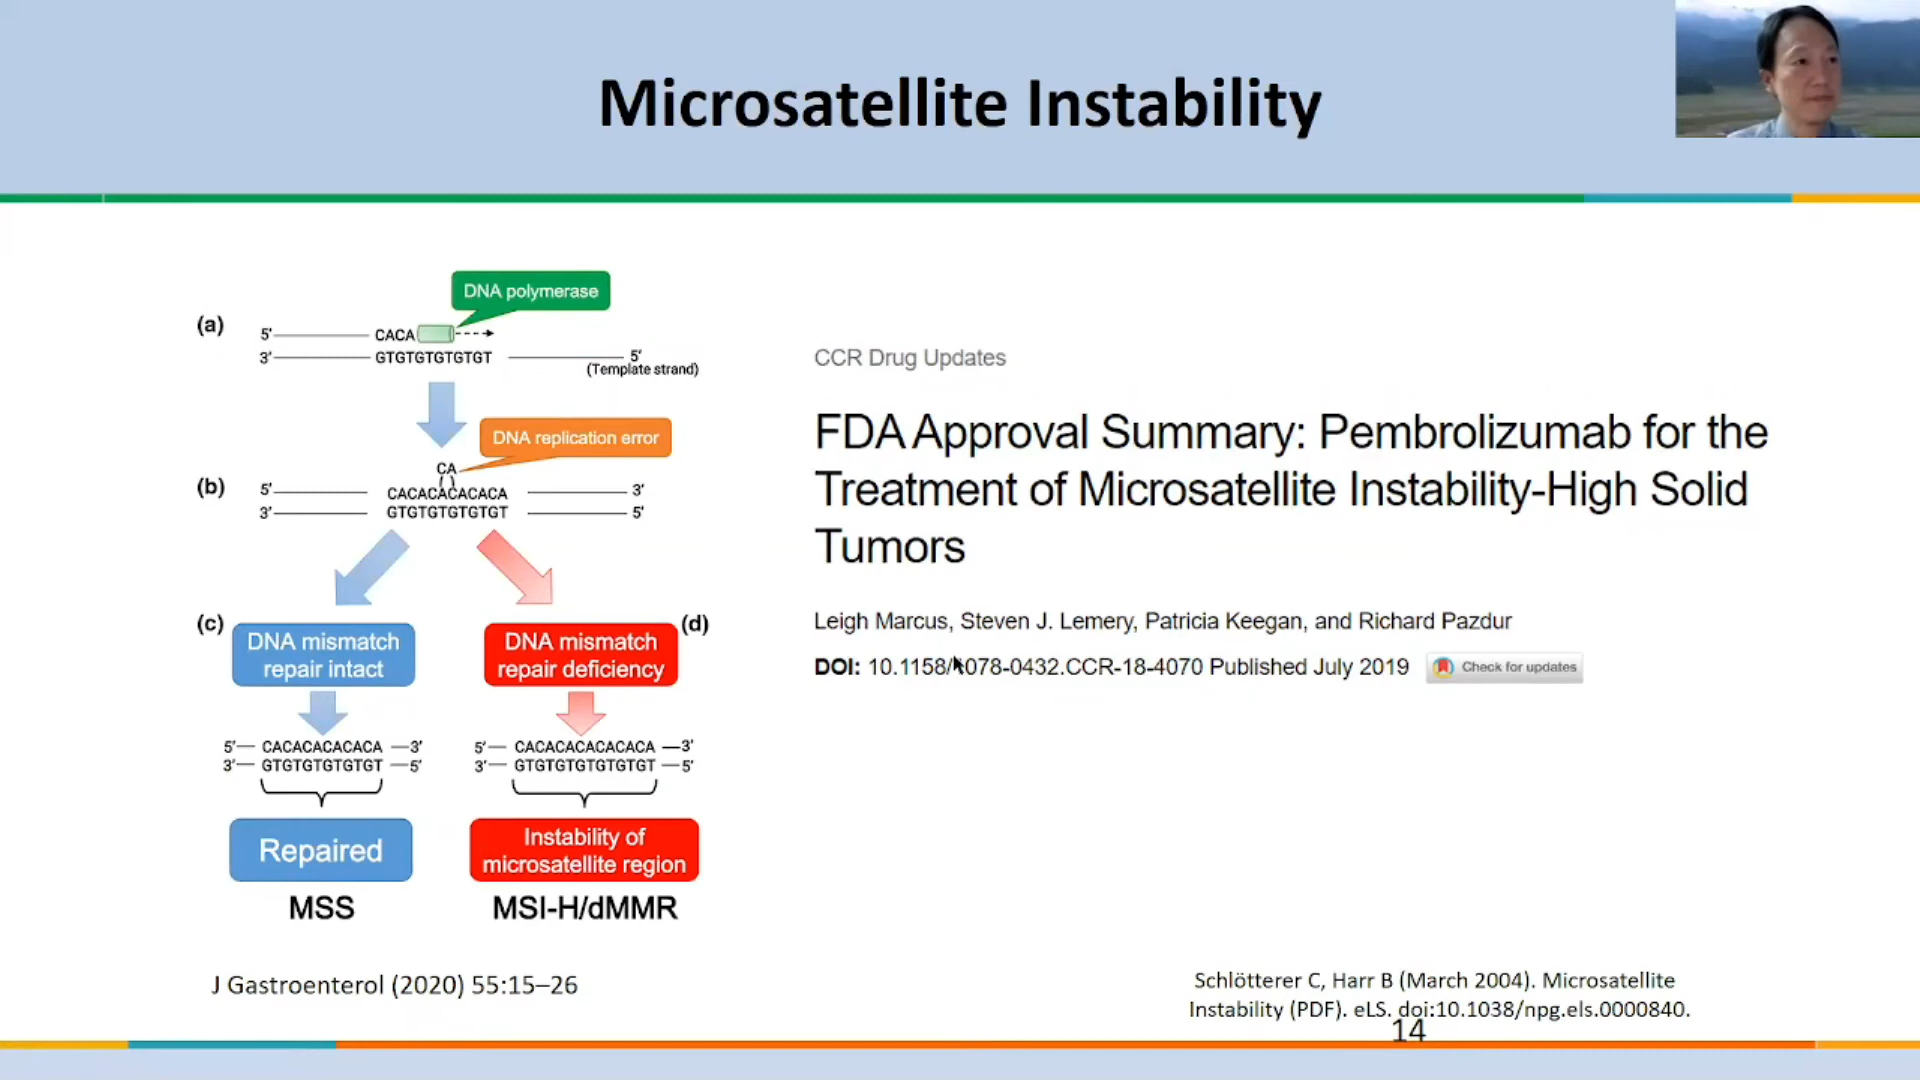 Microsatellite Instability
DNA polymerase
(a)
5' CACA
3' GTGTGTGTGTGT 5'
(Template strand)
DNA replication error
CA
(b)
5' CACACACACACA 3'
3' GTGTGTGTGTGT 5'
(c)
DNA mismatch
repair intact
(d)
DNA mismatch
repair deficiency
5' CACACACACACA 3'
3' GTGTGTGTGTGT 5'
5' CACACACACACACA 3'
3' GTGTGTGTGTGTGT 5'
Repaired
Instability of
microsatellite region
MSS
MSI-H/dMMR
J Gastroenterol (2020) 55:15–26
CCR Drug Updates
FDA Approval Summary: Pembrolizumab for the
Treatment of Microsatellite Instability-High Solid
Tumors
Leigh Marcus, Steven J. Lemery, Patricia Keegan, and Richard Pazdur
DOI: 10.1158/1078-0432.CCR-18-4070 Published July 2019
Check for updates
Schlötterer C, Harr B (March 2004). Microsatellite
Instability (PDF). eLS. doi:10.1038/npg.els.0000840.
14